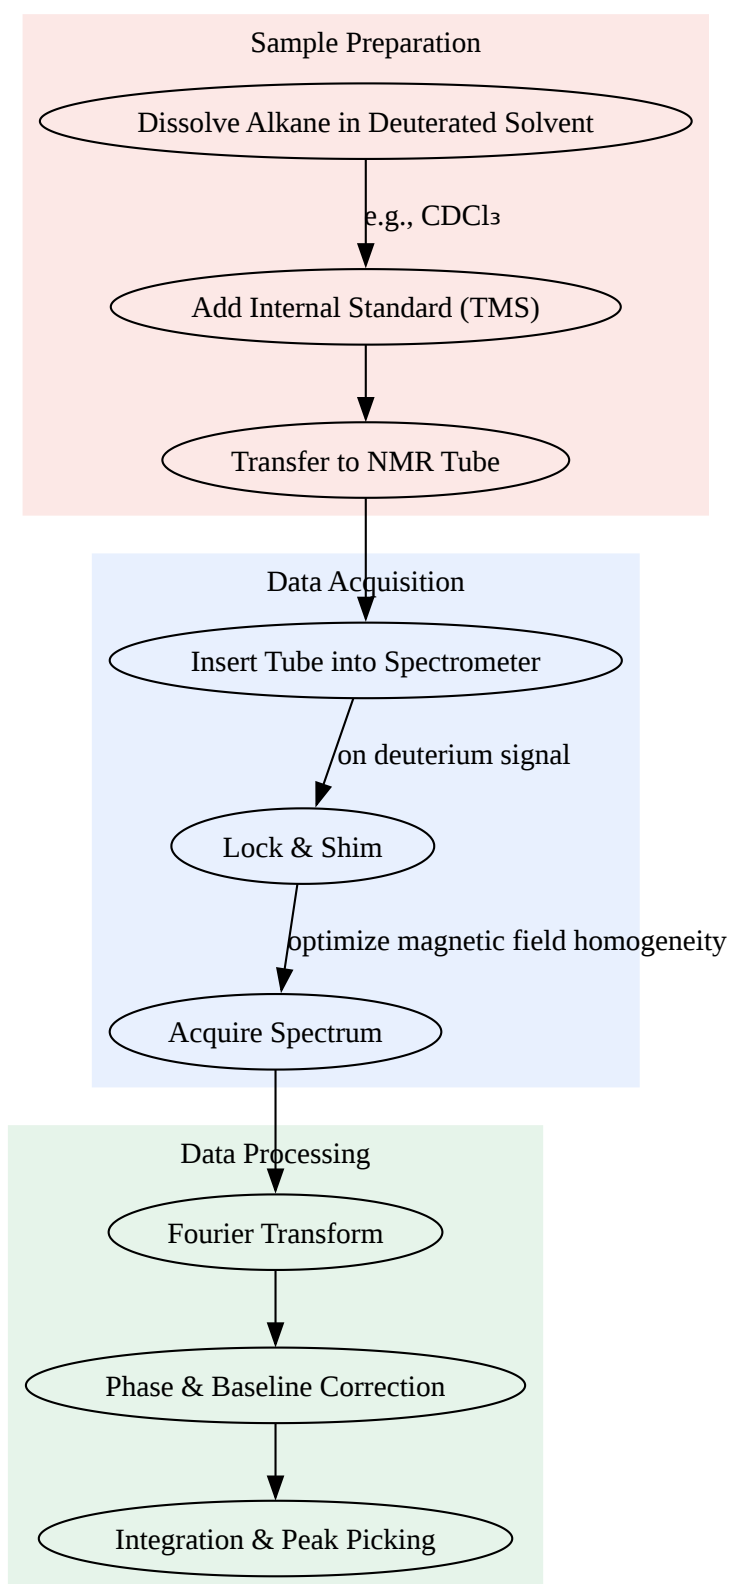 Sample Preparation
Dissolve Alkane in Deuterated Solvent
e.g., CDCl₃
Add Internal Standard (TMS)
Transfer to NMR Tube
Data Acquisition
Insert Tube into Spectrometer
on deuterium signal
Lock & Shim
optimize magnetic field homogeneity
Acquire Spectrum
Data Processing
Fourier Transform
Phase & Baseline Correction
Integration & Peak Picking